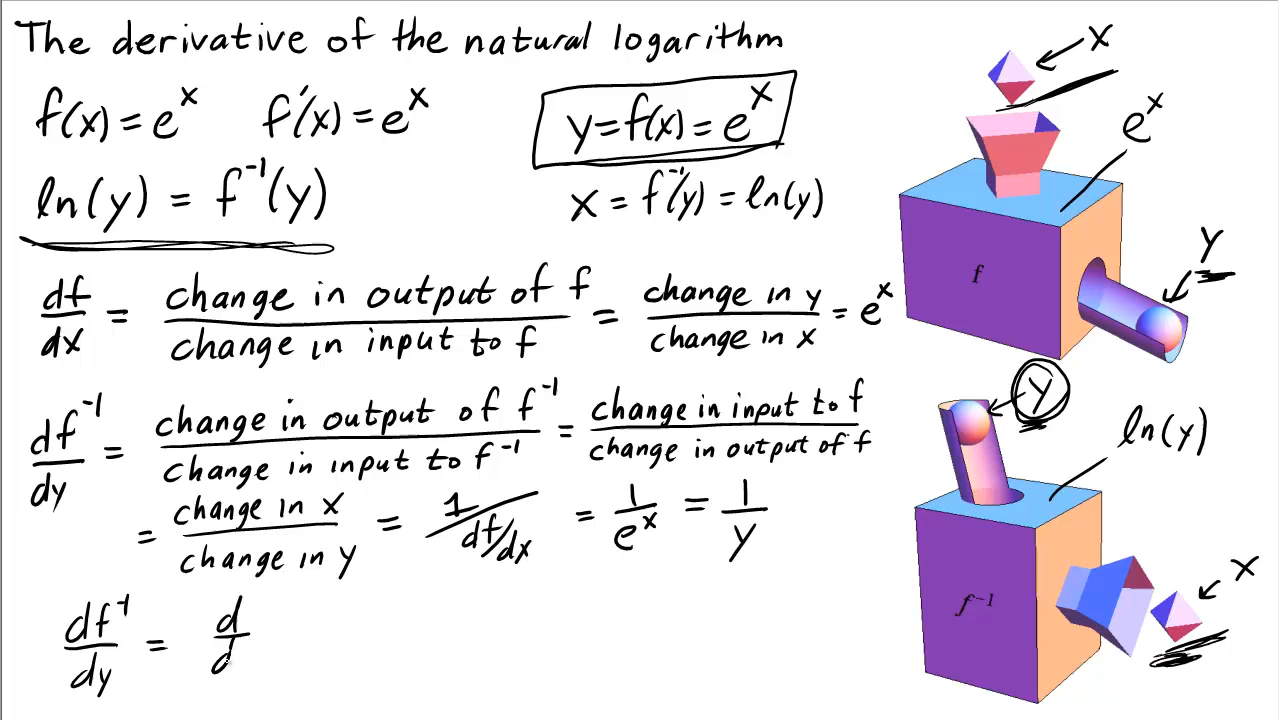 The derivative of the natural logarithm
f(x) = e^x f'(x) = e^x y = f(x) = e^x
ln(y) = f^-1(y) x = f^-1(y) = ln(y)
df/dx = change in output of f / change in input to f = change in y / change in x = e^x
df^-1/dy = change in output of f^-1 / change in input to f^-1 = change in input to f / change in output of f
= change in x / change in y = 1/(df/dx) = 1/e^x = 1/y
df^-1/dy = d/d
x
e^x
f
y
y
ln(y)
f^-1
x